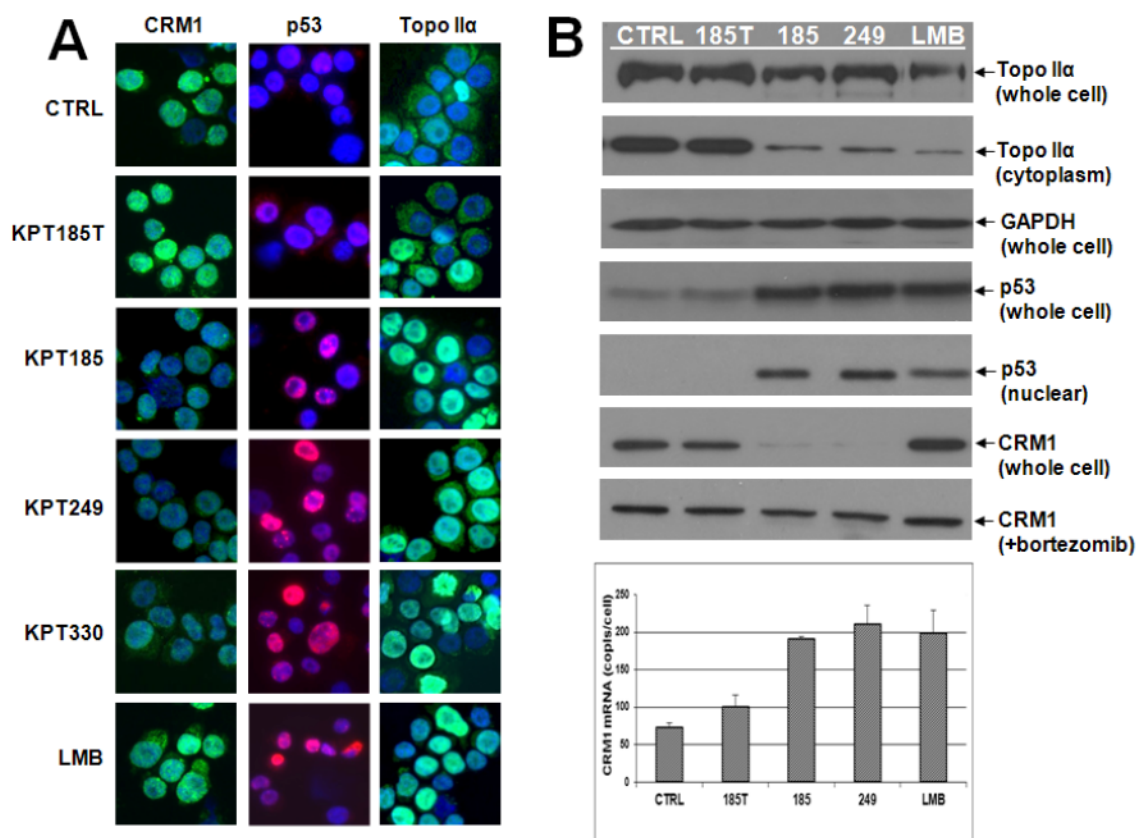 A
CRM1 p53 Topo IIα
CTRL
KPT185T
KPT185
KPT249
KPT330
LMB
B
CTRL 185T 185 249 LMB
Topo IIα
(whole cell)
Topo IIα
(cytoplasm)
GAPDH
(whole cell)
p53
(whole cell)
p53
(nuclear)
CRM1
(whole cell)
CRM1
(+bortezomib)
CRM1 mRNA (copls/cell)
250
200
150
100
50
0
CTRL 185T 185 249 LMB